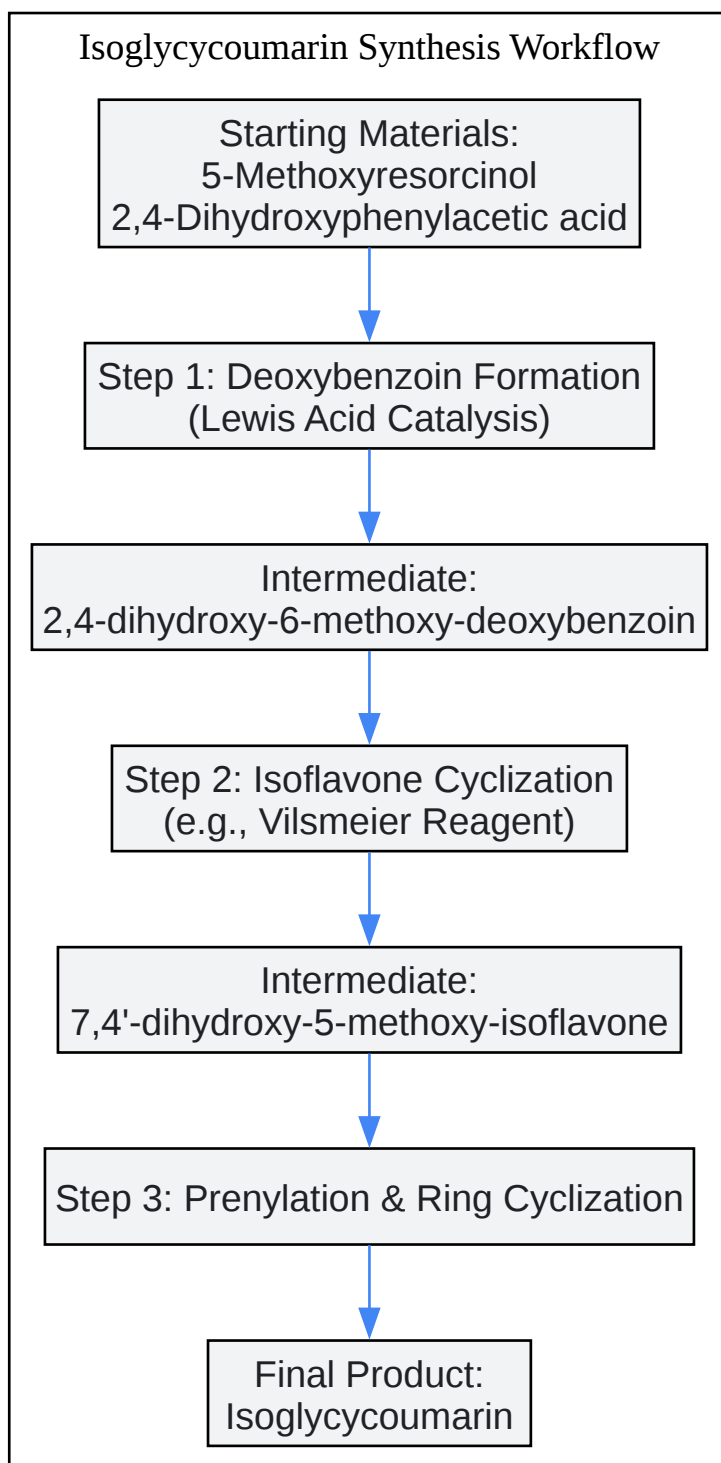 Isoglycycoumarin Synthesis Workflow
Starting Materials:
5-Methoxyresorcinol
2,4-Dihydroxyphenylacetic acid
Step 1: Deoxybenzoin Formation
(Lewis Acid Catalysis)
Intermediate:
2,4-dihydroxy-6-methoxy-deoxybenzoin
Step 2: Isoflavone Cyclization
(e.g., Vilsmeier Reagent)
Intermediate:
7,4'-dihydroxy-5-methoxy-isoflavone
Step 3: Prenylation & Ring Cyclization
Final Product:
Isoglycycoumarin